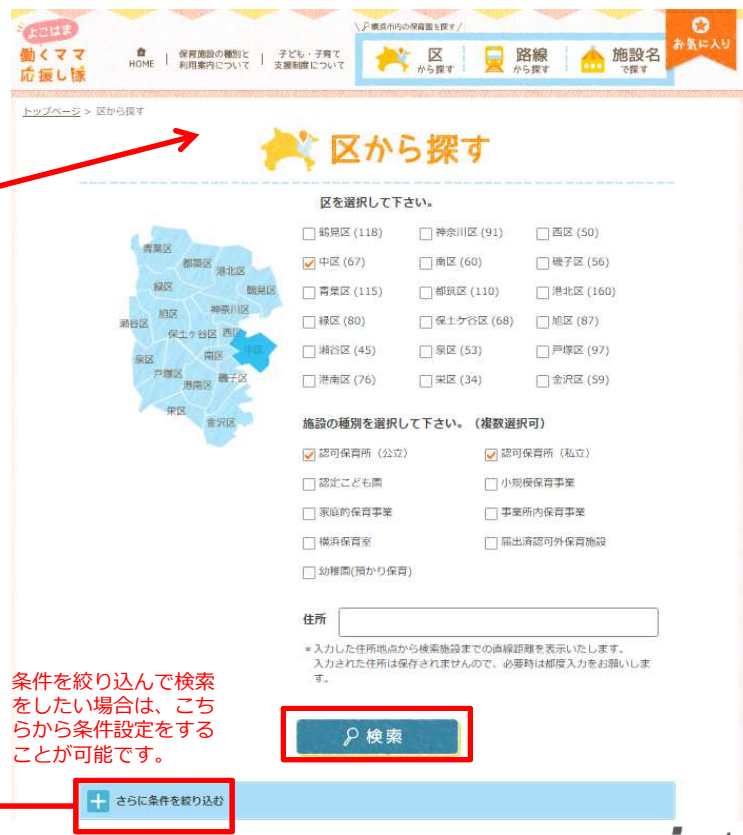 よこはま
働くママ
応援し隊
HOME
保育施設の種別と
利用案内について
子ども・子育て
支援制度について
横浜市内の保育園を探す
区
から探す
路線
から探す
施設名
で探す
お気に入り
トップページ > 区から探す
区から探す
区を選択して下さい。
青葉区
都筑区
港北区
緑区
鶴見区
旭区
神奈川区
瀬谷区
保土ヶ谷区
西区
中区
泉区
南区
戸塚区
港南区
磯子区
栄区
金沢区
鶴見区 (118) 神奈川区 (91) 西区 (50)
中区 (67) 南区 (60) 磯子区 (56)
青葉区 (115) 都筑区 (110) 港北区 (160)
緑区 (80) 保土ケ谷区 (68) 旭区 (87)
瀬谷区 (45) 泉区 (53) 戸塚区 (97)
港南区 (76) 栄区 (34) 金沢区 (59)
施設の種別を選択して下さい。（複数選択可）
認可保育所（公立） 認可保育所（私立）
認定こども園 小規模保育事業
家庭的保育事業 事業所内保育事業
横浜保育室 届出済認可外保育施設
幼稚園(預かり保育)
住所
*入力した住所地点から検索施設までの直線距離を表示いたします。
入力された住所は保存されませんので、必要時は都度入力をお願いしま
す。
条件を絞り込んで検索
をしたい場合は、こち
らから条件設定をする
ことが可能です。
検索
さらに条件を絞り込む